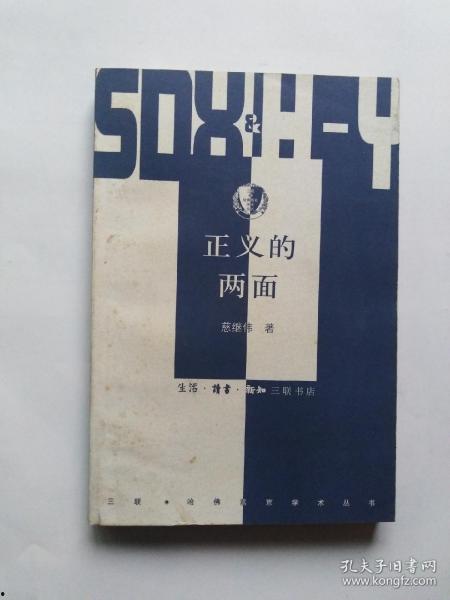 SDX & H-Y
正义的
两面
慈继伟 著
生活·讀書·新知三联书店
三联·哈佛燕京学术丛书
孔夫子旧书网
www.kongfz.com